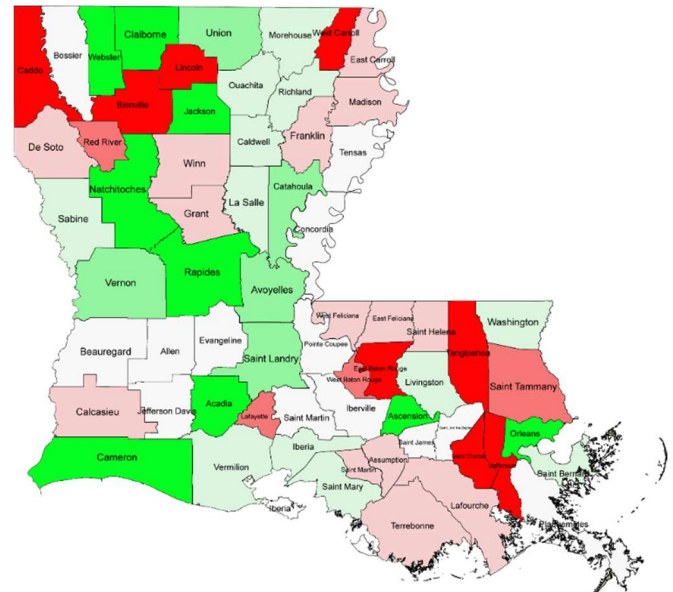 Caddo
Bossier
Webster
Claiborne
Union
Morehouse
West Carroll
East Carroll
Lincoln
Ouachita
Richland
Madison
Bienville
Jackson
De Soto
Red River
Winn
Caldwell
Franklin
Tensas
Natchitoches
Grant
La Salle
Catahoula
Concordia
Sabine
Vernon
Rapides
Avoyelles
Beauregard
Allen
Evangeline
Saint Landry
Pointe Coupee
West Feliciana
East Feliciana
Saint Helena
Tangipahoa
Washington
Calcasieu
Jefferson Davis
Acadia
Lafayette
Saint Martin
Iberville
West Baton Rouge
East Baton Rouge
Livingston
Ascension
Saint Tammany
Cameron
Vermilion
Iberia
Saint Martin
Assumption
Saint James
Saint Charles
Jefferson
Orleans
Saint Bernard
Iberia
Saint Mary
Terrebonne
Lafourche
Plaquemines